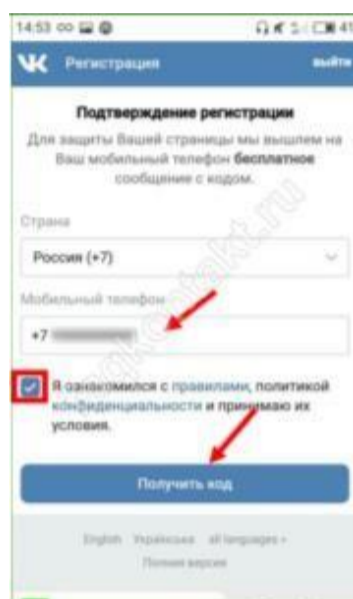 14:53
41
Регистрация
выйти
Подтверждение регистрации
Для защиты Вашей страницы мы вышлем на
Ваш мобильный телефон бесплатное
сообщение с кодом.
Страна
Россия (+7)
Мобильный телефон
+7
Я ознакомился с правилами, политикой
конфиденциальности и принимаю их
условия.
Получить код
English Українська all languages »
Полная версия